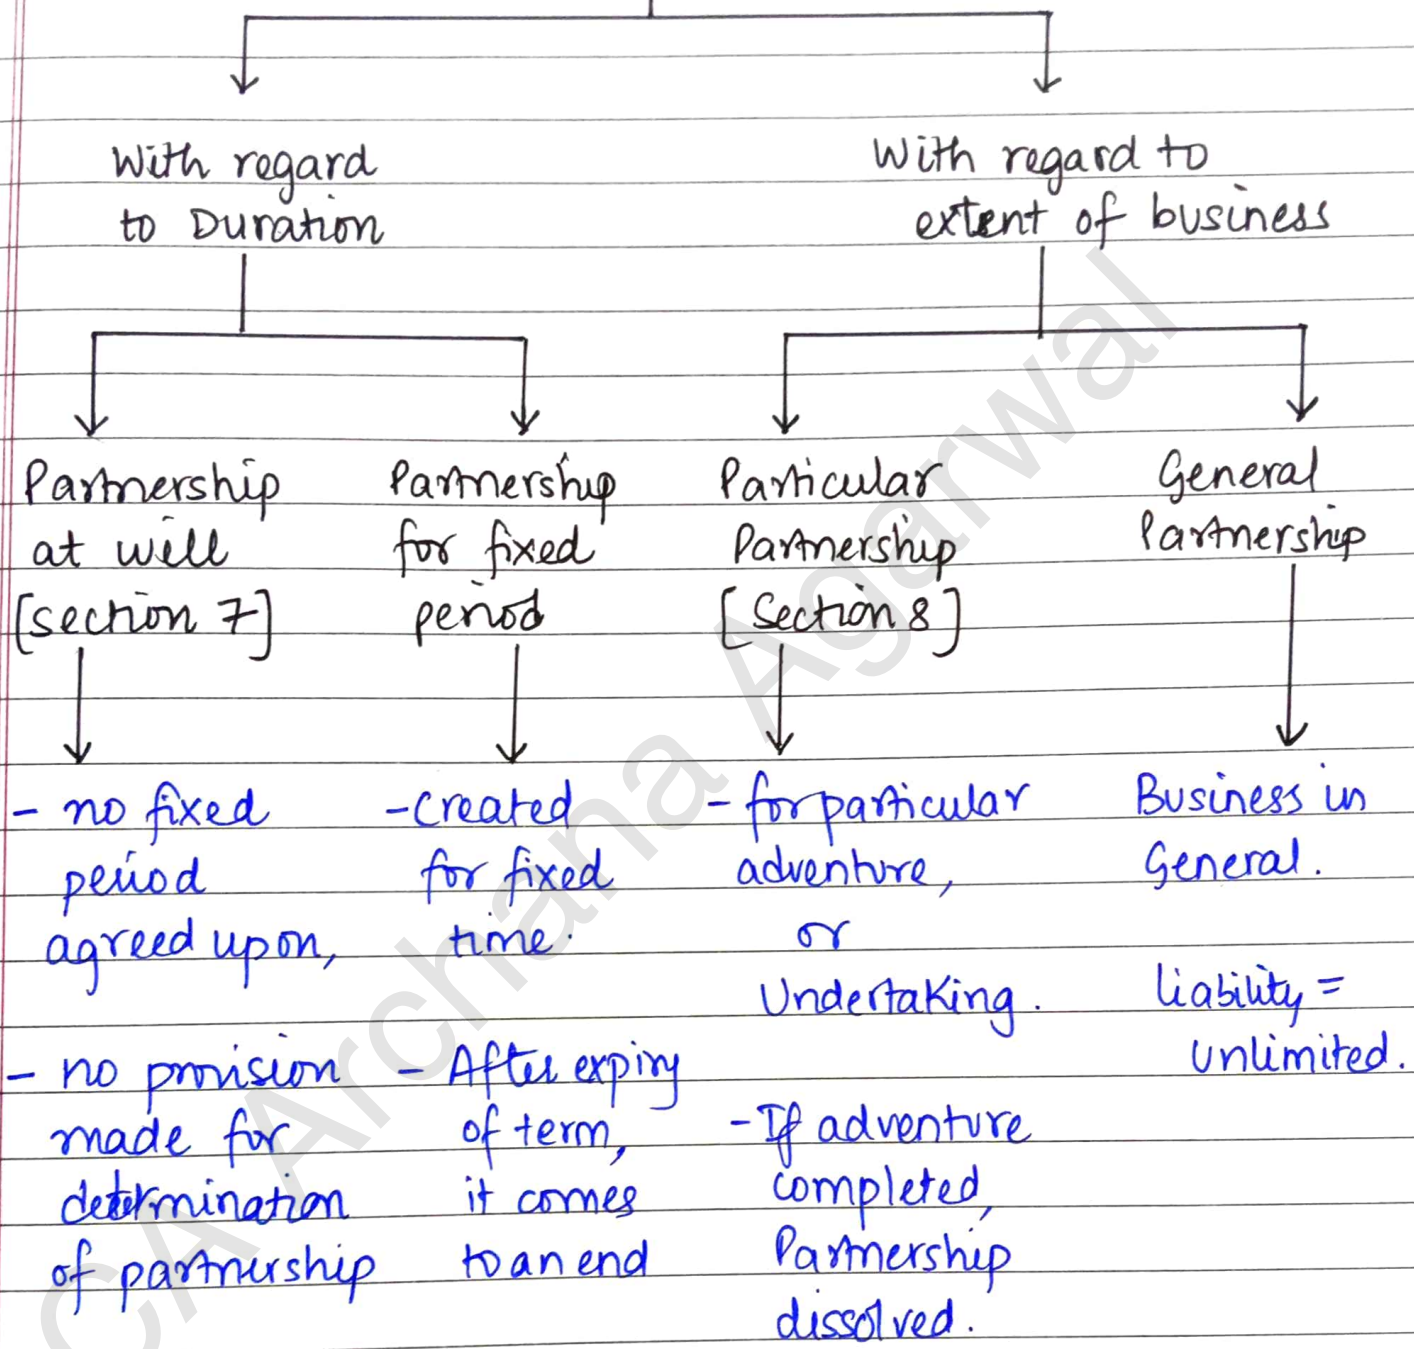 With regard
to Duration
With regard to
extent of business
Partnership
at will
[section 7]
Partnership
for fixed
period
Particular
Partnership
[Section 8]
General
Partnership
- no fixed
period
agreed upon,
- no provision
made for
determination
of partnership
- Created
for fixed
time.
- After expiry
of term,
it comes
to an end
- for particular
adventure,
or
Undertaking.
- If adventure
completed,
Partnership
dissolved.
Business in
General.
liability =
unlimited.
CA Archana Agarwal